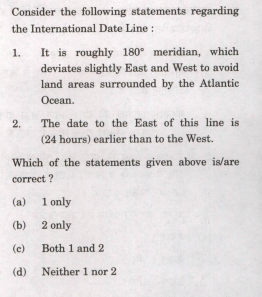 Consider the following statements regarding
the International Date Line :
1. It is roughly 180° meridian, which
deviates slightly East and West to avoid
land areas surrounded by the Atlantic
Ocean.
2. The date to the East of this line is
(24 hours) earlier than to the West.
Which of the statements given above is/are
correct ?
(a) 1 only
(b) 2 only
(c) Both 1 and 2
(d) Neither 1 nor 2